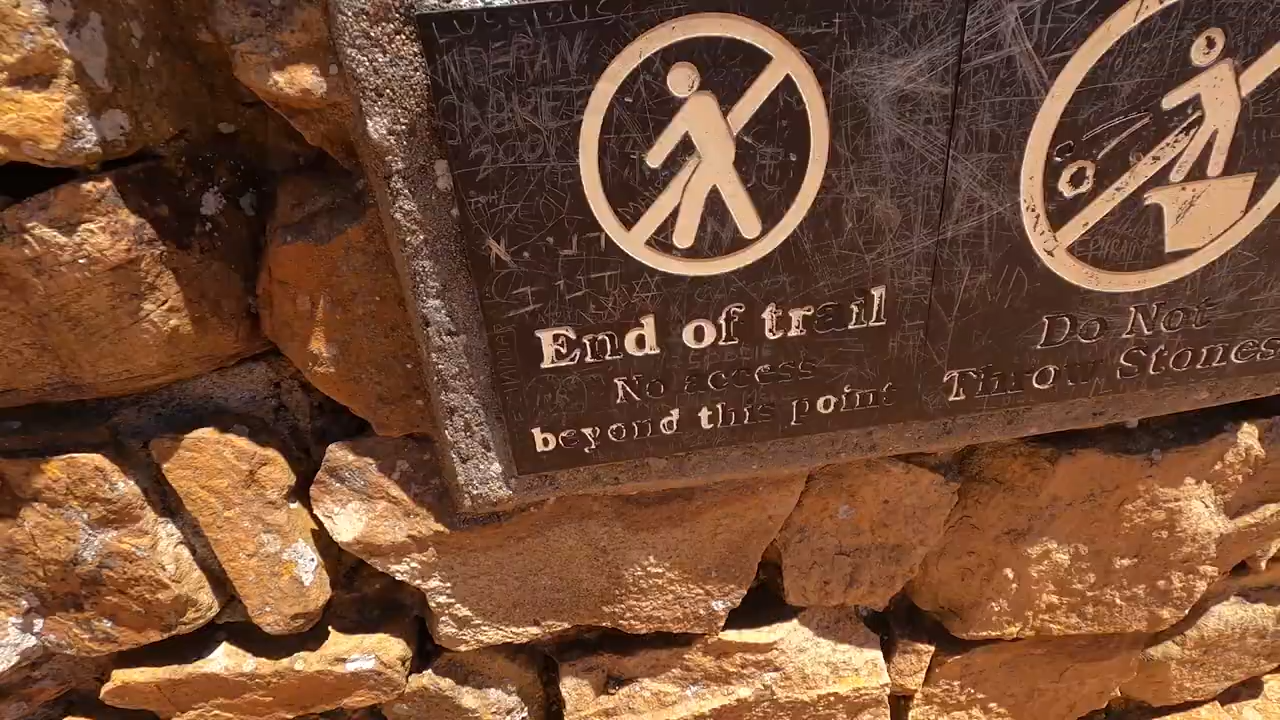 End of trail
No access
beyond this point
Do Not
Throw Stones